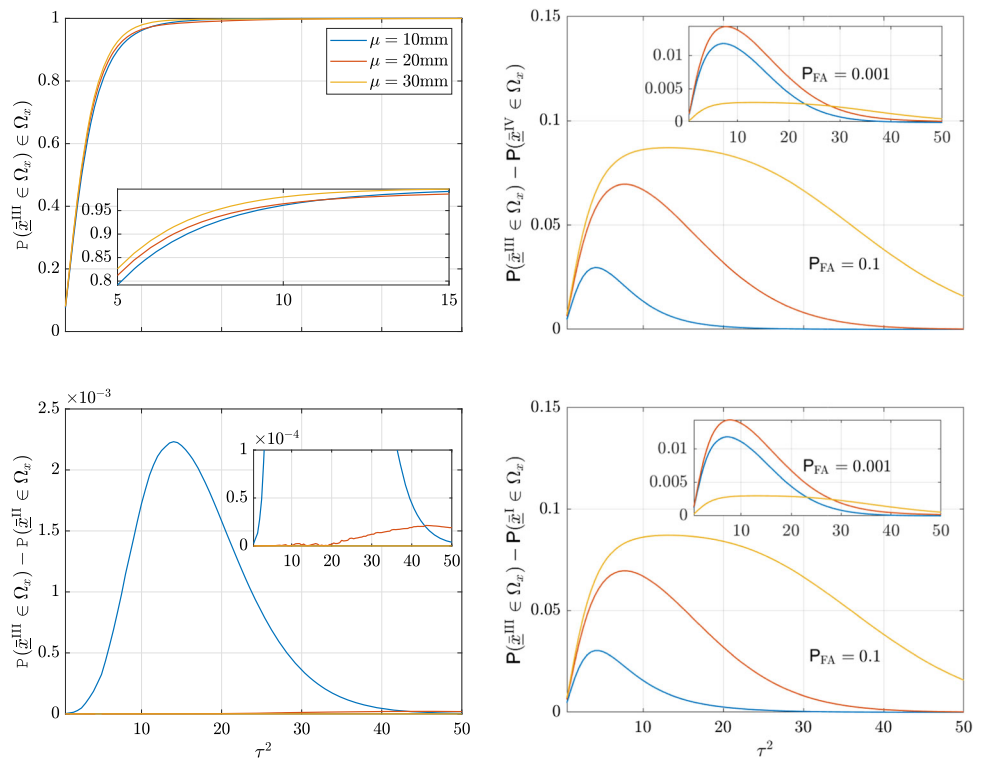 1
0.8
0.6
0.4
0.2
0
P(x̲̄^III ∈ Ω_x) ∈ Ω_x)
μ = 10mm
μ = 20mm
μ = 30mm
0.95
0.9
0.85
0.8
5 10 15
0.15
0.1
0.05
0
P(x̲̄^III ∈ Ω_x) − P(x̲̄^IV ∈ Ω_x)
0.01
0.005
0
10 20 30 40 50
P_FA = 0.001
P_FA = 0.1
×10^−3
2.5
2
1.5
1
0.5
0
P(x̲̄^III ∈ Ω_x) − P(x̲̄^II ∈ Ω_x)
×10^−4
1
0.5
0
10 20 30 40 50
10 20 30 40 50
τ^2
0.15
0.1
0.05
0
P(x̲̄^III ∈ Ω_x) − P(x̲̄^I ∈ Ω_x)
0.01
0.005
0
10 20 30 40 50
P_FA = 0.001
P_FA = 0.1
10 20 30 40 50
τ^2